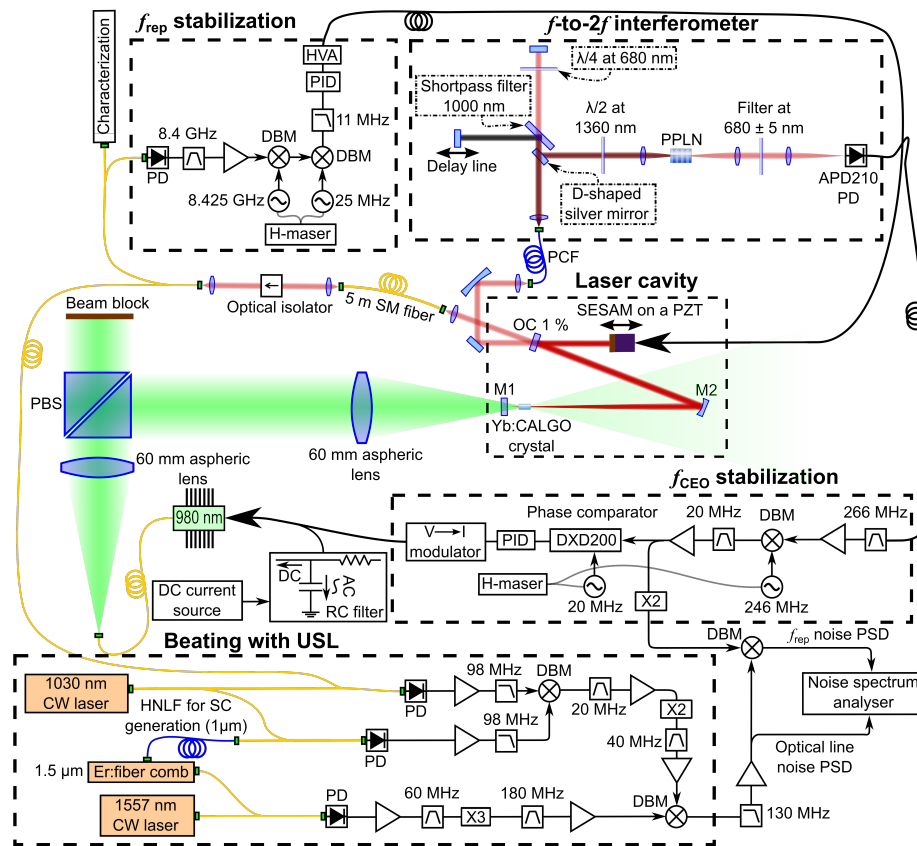 f_rep stabilization
HVA
PID
11 MHz
8.4 GHz
DBM
DBM
PD
8.425 GHz
25 MHz
H-maser
Characterization
f-to-2f interferometer
λ/4 at 680 nm
Shortpass filter
1000 nm
λ/2 at
1360 nm
Filter at
680 ± 5 nm
PPLN
Delay line
D-shaped
silver mirror
APD210
PD
PCF
Optical isolator
5 m SM fiber
Laser cavity
SESAM on a PZT
OC 1 %
M1
M2
Yb:CALGO
crystal
Beam block
PBS
60 mm aspheric
lens
60 mm aspheric
lens
980 nm
DC current
source
DC
AC
RC filter
f_CEO stabilization
Phase comparator
V→I
modulator
PID
DXD200
20 MHz
DBM
266 MHz
H-maser
20 MHz
246 MHz
X2
Beating with USL
1030 nm
CW laser
HNLF for SC
generation (1μm)
1.5 μm
Er:fiber comb
1557 nm
CW laser
PD
98 MHz
DBM
20 MHz
X2
40 MHz
PD
98 MHz
PD
60 MHz
X3
180 MHz
DBM
130 MHz
DBM
f_rep noise PSD
Noise spectrum
analyser
Optical line
noise PSD